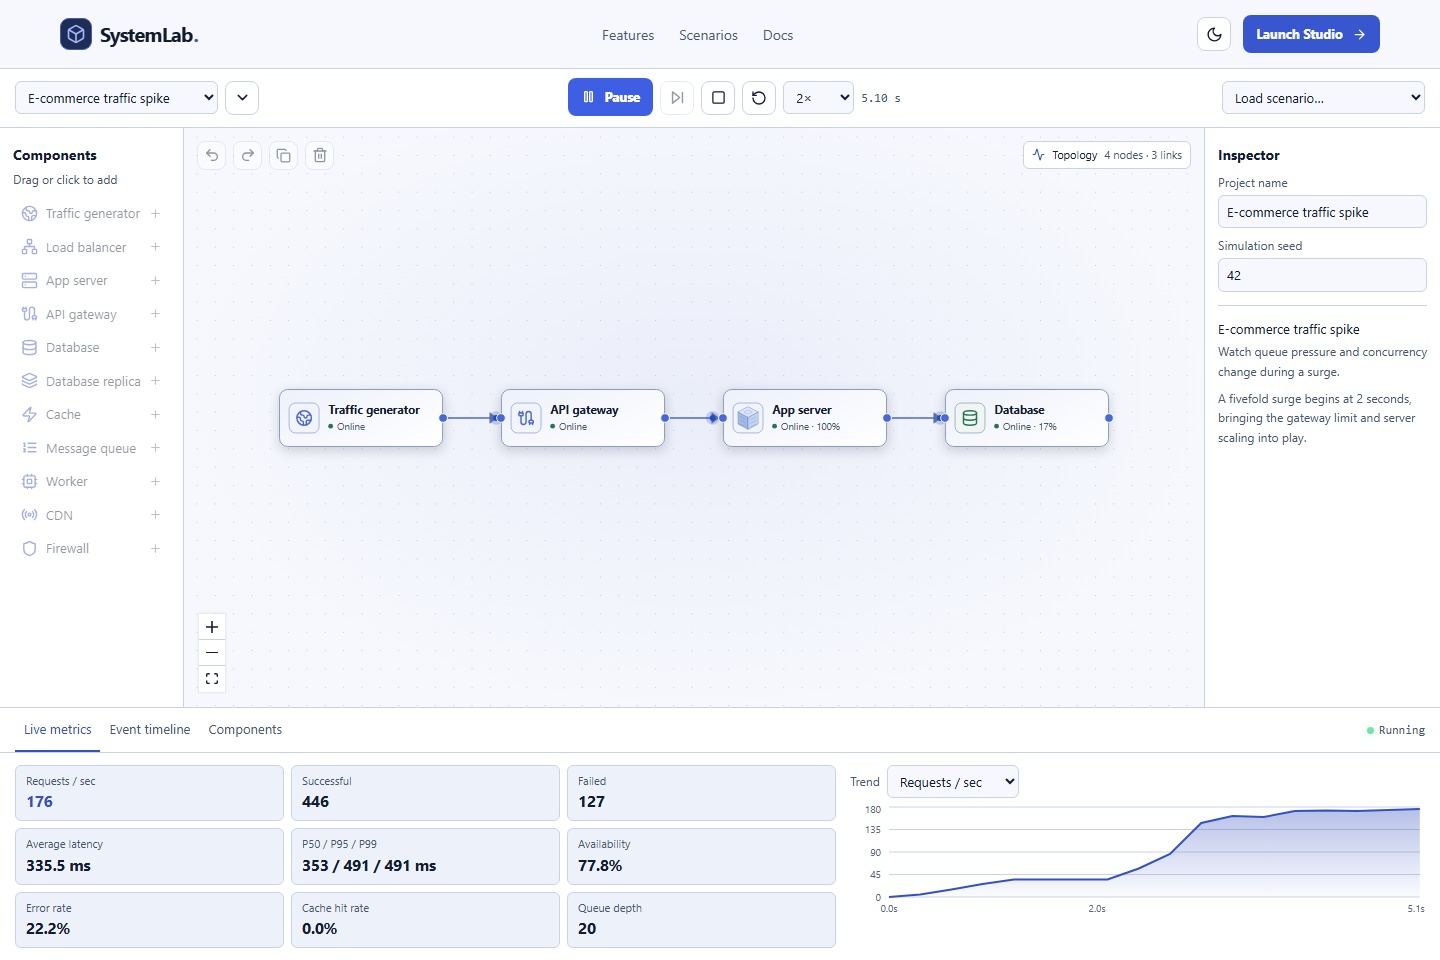 SystemLab.
Features
Scenarios
Docs
Launch Studio
E-commerce traffic spike
Pause
2×
5.10 s
Load scenario...
Components
Drag or click to add
Traffic generator
Load balancer
App server
API gateway
Database
Database replica
Cache
Message queue
Worker
CDN
Firewall
Topology 4 nodes · 3 links
Traffic generator
Online
API gateway
Online
App server
Online · 100%
Database
Online · 17%
Inspector
Project name
E-commerce traffic spike
Simulation seed
42
E-commerce traffic spike
Watch queue pressure and concurrency
change during a surge.
A fivefold surge begins at 2 seconds,
bringing the gateway limit and server
scaling into play.
Live metrics
Event timeline
Components
Running
Requests / sec
176
Successful
446
Failed
127
Average latency
335.5 ms
P50 / P95 / P99
353 / 491 / 491 ms
Availability
77.8%
Error rate
22.2%
Cache hit rate
0.0%
Queue depth
20
Trend
Requests / sec
180
135
90
45
0
0.0s
2.0s
5.1s